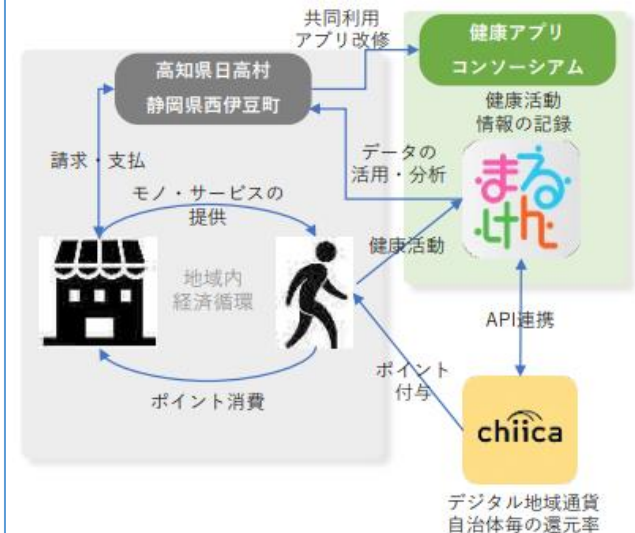 共同利用
アプリ改修
健康アプリ
コンソーシアム
高知県日高村
静岡県西伊豆町
健康活動
情報の記録
請求・支払
データの
活用・分析
まる
けん
モノ・サービスの
提供
健康活動
地域内
経済循環
API連携
ポイント
付与
ポイント消費
chiica
デジタル地域通貨
自治体毎の還元率